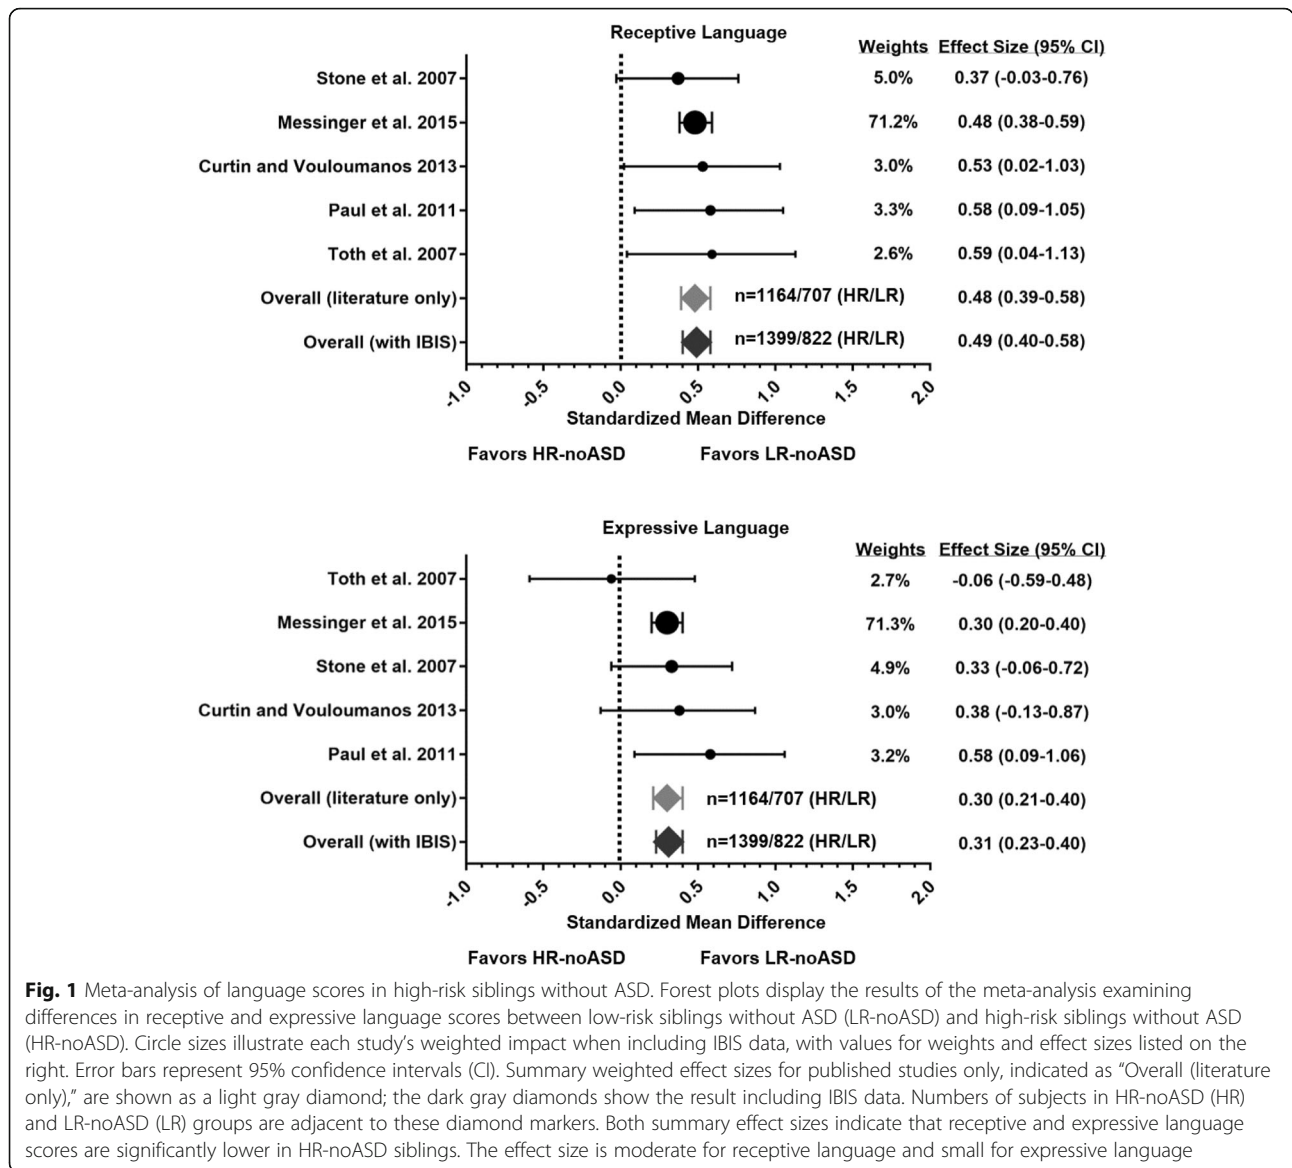 Receptive Language
Weights Effect Size (95% CI)
Stone et al. 2007 5.0% 0.37 (-0.03-0.76)
Messinger et al. 2015 71.2% 0.48 (0.38-0.59)
Curtin and Vouloumanos 2013 3.0% 0.53 (0.02-1.03)
Paul et al. 2011 3.3% 0.58 (0.09-1.05)
Toth et al. 2007 2.6% 0.59 (0.04-1.13)
Overall (literature only) n=1164/707 (HR/LR) 0.48 (0.39-0.58)
Overall (with IBIS) n=1399/822 (HR/LR) 0.49 (0.40-0.58)
-1.0 -0.5 0.0 0.5 1.0 1.5 2.0
Standardized Mean Difference
Favors HR-noASD Favors LR-noASD
Expressive Language
Weights Effect Size (95% CI)
Toth et al. 2007 2.7% -0.06 (-0.59-0.48)
Messinger et al. 2015 71.3% 0.30 (0.20-0.40)
Stone et al. 2007 4.9% 0.33 (-0.06-0.72)
Curtin and Vouloumanos 2013 3.0% 0.38 (-0.13-0.87)
Paul et al. 2011 3.2% 0.58 (0.09-1.06)
Overall (literature only) n=1164/707 (HR/LR) 0.30 (0.21-0.40)
Overall (with IBIS) n=1399/822 (HR/LR) 0.31 (0.23-0.40)
-1.0 -0.5 0.0 0.5 1.0 1.5 2.0
Standardized Mean Difference
Favors HR-noASD Favors LR-noASD
Fig. 1 Meta-analysis of language scores in high-risk siblings without ASD. Forest plots display the results of the meta-analysis examining
differences in receptive and expressive language scores between low-risk siblings without ASD (LR-noASD) and high-risk siblings without ASD
(HR-noASD). Circle sizes illustrate each study's weighted impact when including IBIS data, with values for weights and effect sizes listed on the
right. Error bars represent 95% confidence intervals (CI). Summary weighted effect sizes for published studies only, indicated as “Overall (literature
only),” are shown as a light gray diamond; the dark gray diamonds show the result including IBIS data. Numbers of subjects in HR-noASD (HR)
and LR-noASD (LR) groups are adjacent to these diamond markers. Both summary effect sizes indicate that receptive and expressive language
scores are significantly lower in HR-noASD siblings. The effect size is moderate for receptive language and small for expressive language